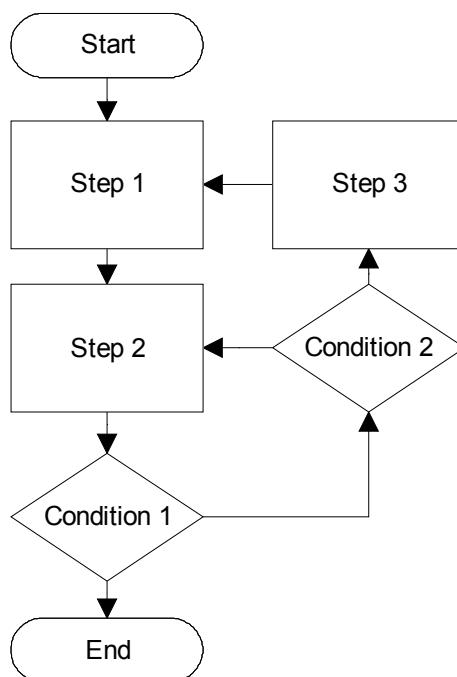 Start
Step 1
Step 3
Step 2
Condition 2
Condition 1
End